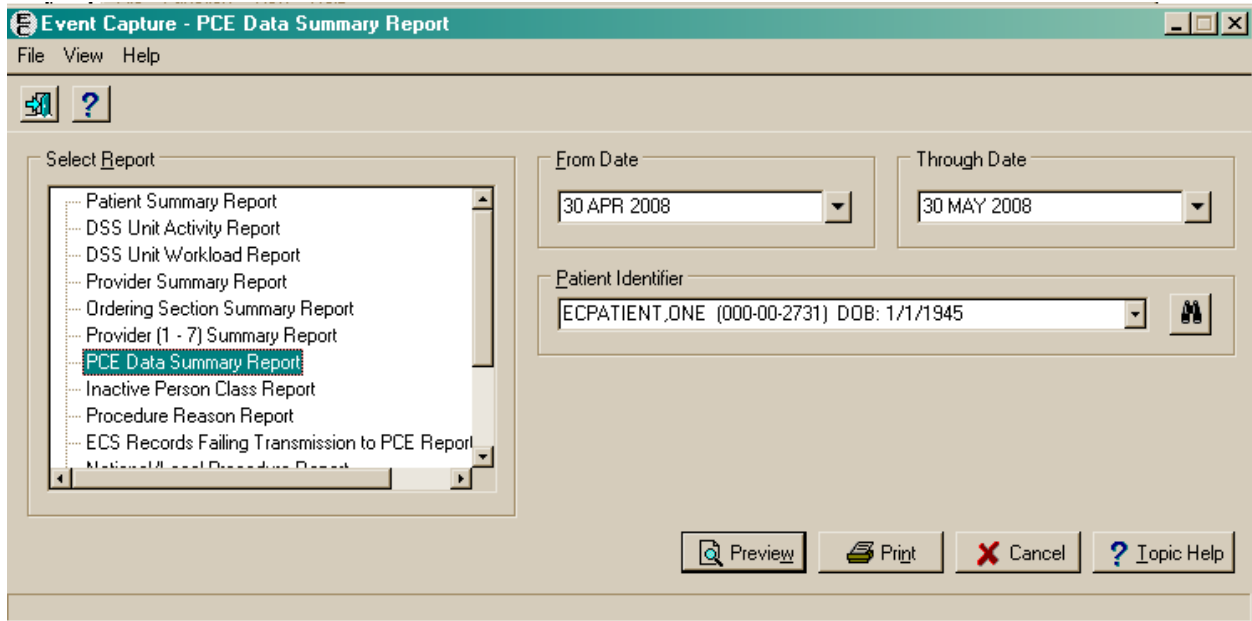 Event Capture - PCE Data Summary Report
File View Help
Select Report
Patient Summary Report
DSS Unit Activity Report
DSS Unit Workload Report
Provider Summary Report
Ordering Section Summary Report
Provider (1 - 7) Summary Report
PCE Data Summary Report
Inactive Person Class Report
Procedure Reason Report
ECS Records Failing Transmission to PCE Report
National/Local Procedure Report
From Date
30 APR 2008
Through Date
30 MAY 2008
Patient Identifier
ECPATIENT,ONE (000-00-2731) DOB: 1/1/1945
Preview
Print
Cancel
? Topic Help